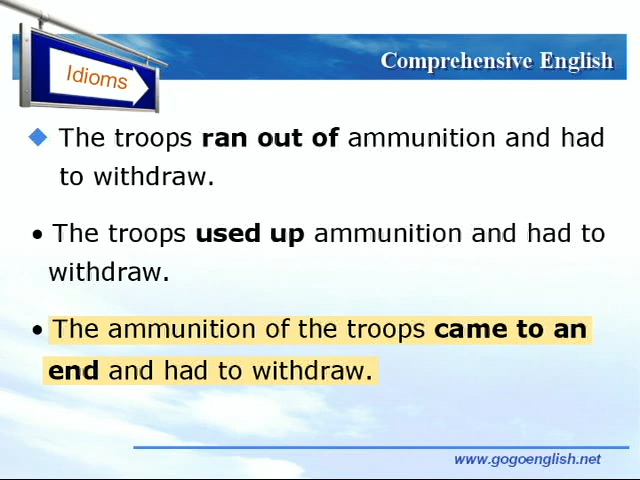 Idioms
Comprehensive English
The troops ran out of ammunition and had
to withdraw.
• The troops used up ammunition and had to
withdraw.
• The ammunition of the troops came to an
end and had to withdraw.
www.gogoenglish.net